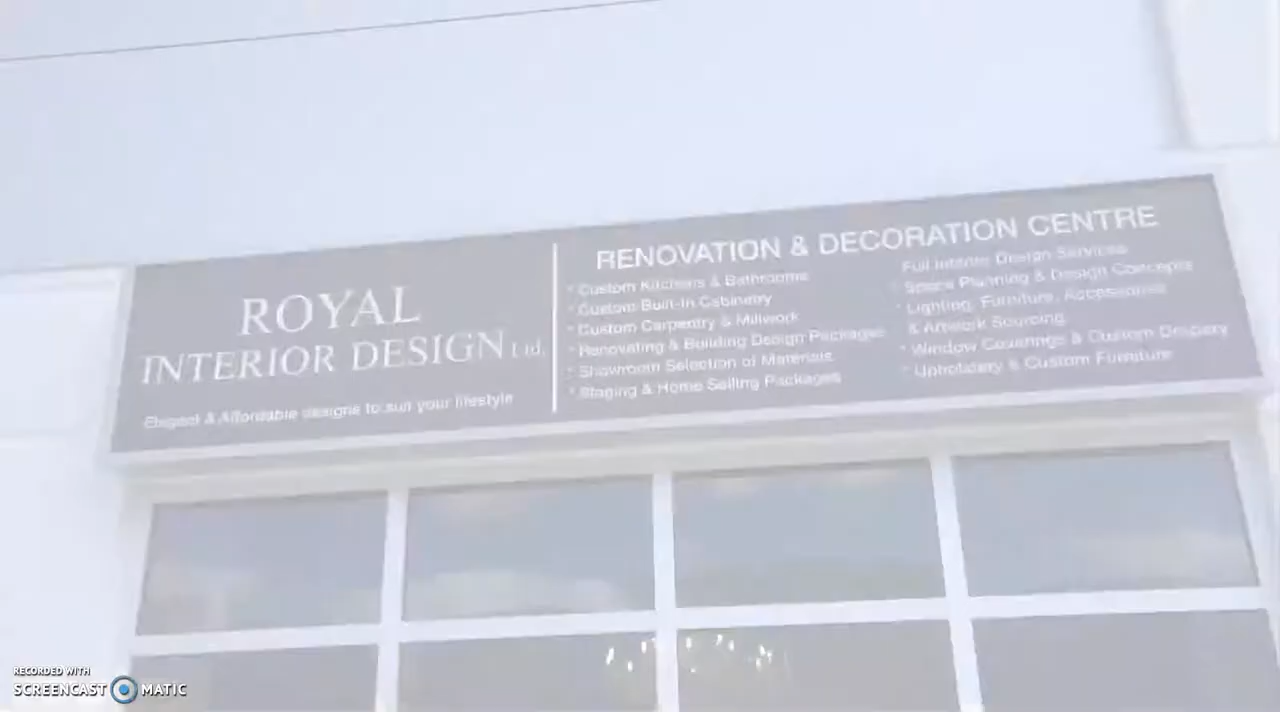 ROYAL
INTERIOR DESIGN Ltd.
Elegant & Affordable designs to suit your lifestyle
RENOVATION & DECORATION CENTRE
* Custom Kitchens & Bathrooms
* Custom Built-In Cabinetry
* Custom Carpentry & Millwork
* Renovating & Building Design Packages
* Showroom Selection of Materials
* Staging & Home Selling Packages
Full Interior Design Services
* Space Planning & Design Concepts
* Lighting, Furniture, Accessories
& Artwork Sourcing
* Window Coverings & Custom Drapery
* Upholstery & Custom Furniture
RECORDED WITH
SCREENCAST MATIC